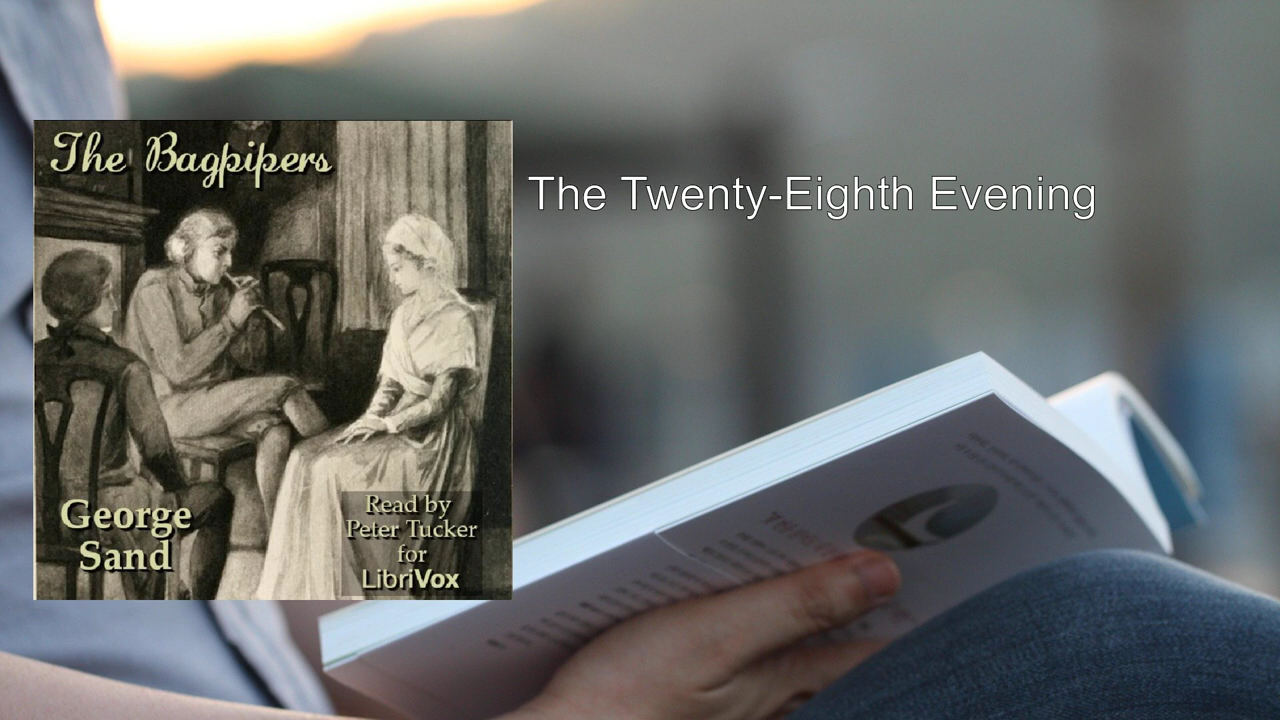 The Bagpipers
The Twenty-Eighth Evening
George
Sand
Read by
Peter Tucker
for
LibriVox